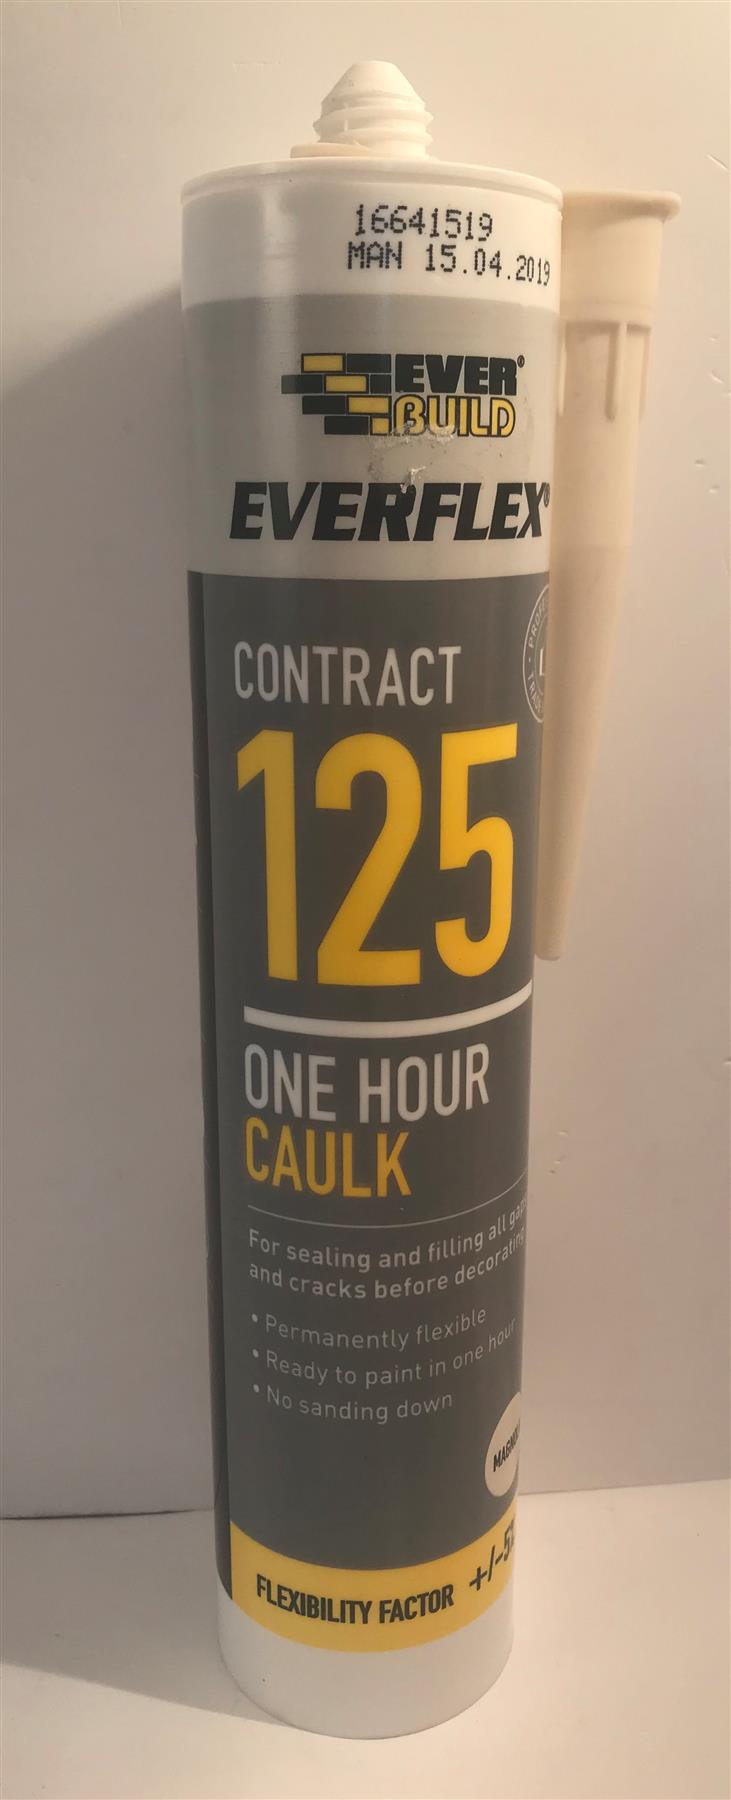 16641519
MAN 15.04.2019
EVER®
BUILD
EVERFLEX®
CONTRACT
125
ONE HOUR
CAULK
For sealing and filling all gaps
and cracks before decorating
• Permanently flexible
• Ready to paint in one hour
• No sanding down
FLEXIBILITY FACTOR +/-5%